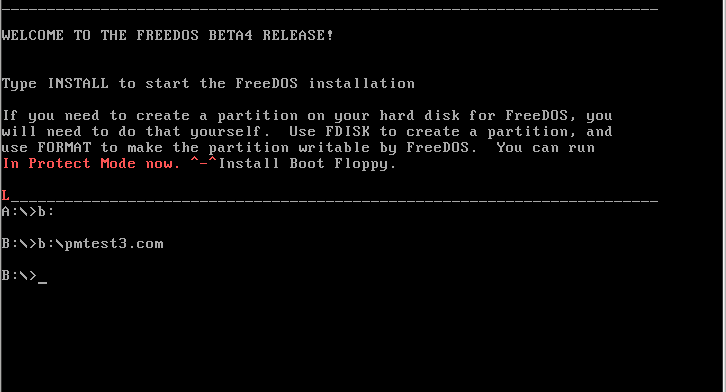 WELCOME TO THE FREEDOS BETA4 RELEASE!
Type INSTALL to start the FreeDOS installation
If you need to create a partition on your hard disk for FreeDOS, you
will need to do that yourself.  Use FDISK to create a partition, and
use FORMAT to make the partition writable by FreeDOS.  You can run
In Protect Mode now. ^-^Install Boot Floppy.
L
A:\>b:
B:\>b:\pmtest3.com
B:\>_